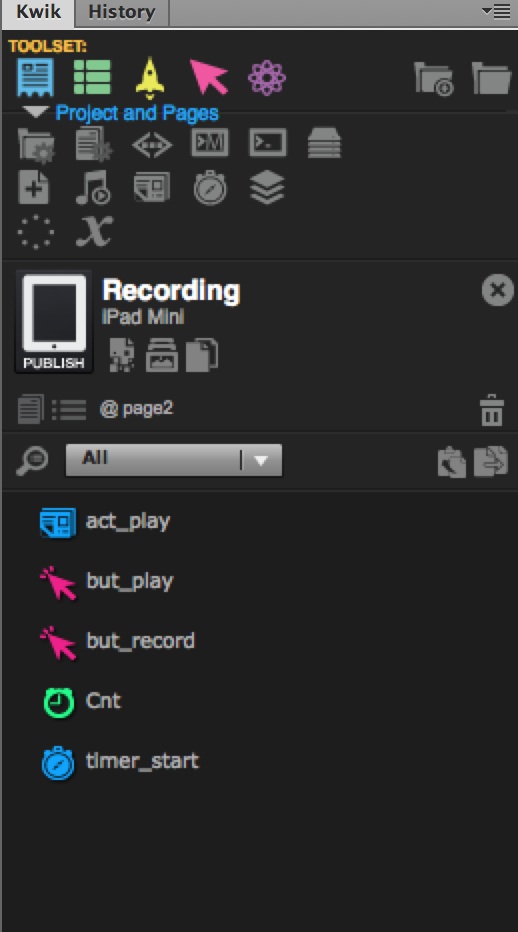 Kwik History
TOOLSET:
Project and Pages
Recording
iPad Mini
PUBLISH
@ page2
All
act_play
but_play
but_record
Cnt
timer_start